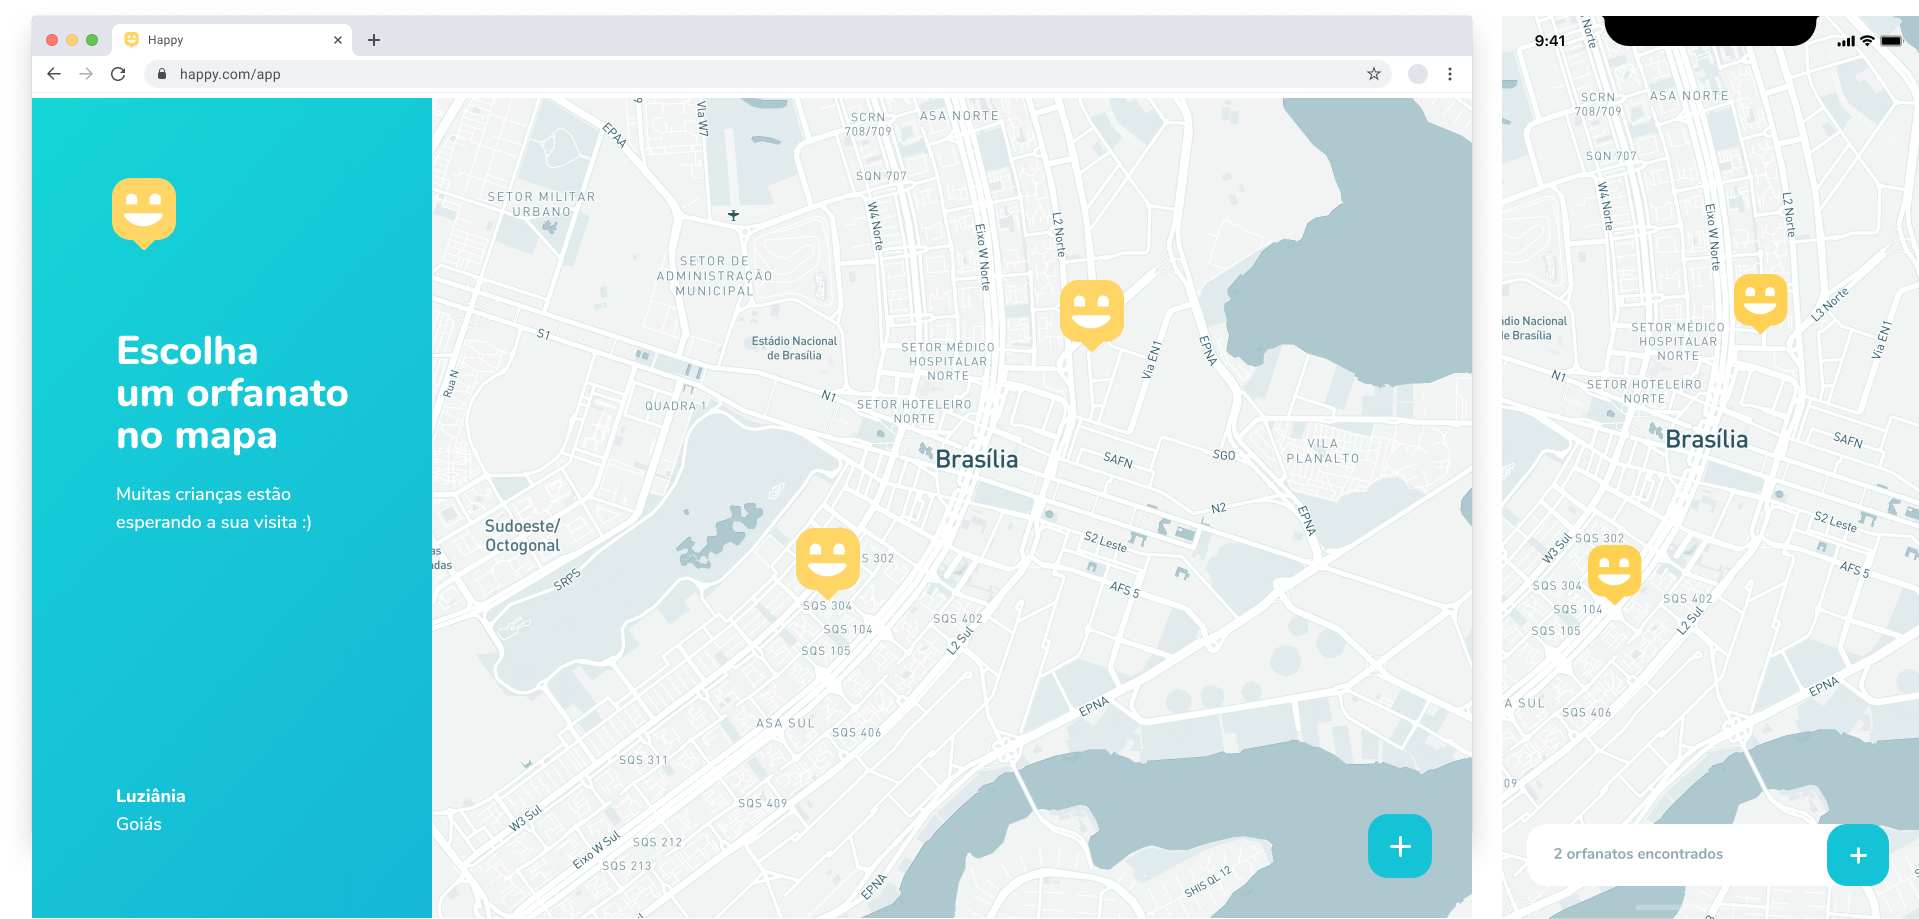 Happy
happy.com/app
Escolha
um orfanato
no mapa
Muitas crianças estão
esperando a sua visita :)
Luziânia
Goiás
EPAA
Via W7
SCRN
708/709
ASA NORTE
SQN 707
SETOR MILITAR
URBANO
W4 Norte
Eixo W Norte
L2 Norte
SETOR DE
ADMINISTRAÇÃO
MUNICIPAL
S1
Estádio Nacional
de Brasília
SETOR MÉDICO
HOSPITALAR
NORTE
Via EN1
EPNA
Rua N
QUADRA 1
N1
SETOR HOTELEIRO
NORTE
Brasília
SAFN
SGO
VILA
PLANALTO
Sudoeste/
Octogonal
as
adas
SRPS
S 302
N2
EPNA
S2 Leste
AFS 5
SQS 304
SQS 104
SQS 105
SQS 402
L2 Sul
EPNA
ASA SUL
SQS 406
SQS 311
SQS 409
W3 Sul
Eixo W Sul
SQS 212
SQS 213
EPNA
SHIS QL 12
+
9:41
Norte
SCRN
708/709
ASA NORTE
SQN 707
W4 Norte
Eixo W Norte
L2 Norte
L3 Norte
ádio Nacional
de Brasília
SETOR MÉDICO
HOSPITALAR
NORTE
Via EN1
N1
SETOR HOTELEIRO
NORTE
Brasília
SAFN
S2 Leste
W3 Sul
SQS 302
AFS 5
SQS 304
SQS 104
SQS 402
SQS 105
L2 Sul
EPNA
A SUL
SQS 406
09
2 orfanatos encontrados
+